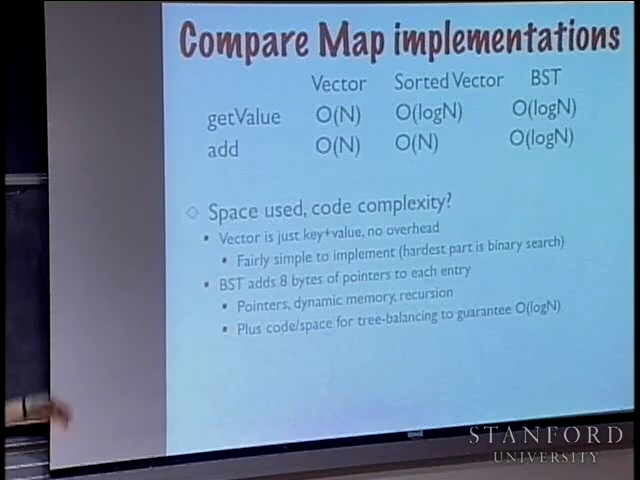 Compare Map implementations
Vector Sorted Vector BST
getValue O(N) O(logN) O(logN)
add O(N) O(N) O(logN)
Space used, code complexity?
Vector is just key+value, no overhead
Fairly simple to implement (hardest part is binary search)
BST adds 8 bytes of pointers to each entry
Pointers, dynamic memory, recursion
Plus code/space for tree-balancing to guarantee O(logN)
STANFORD
UNIVERSITY